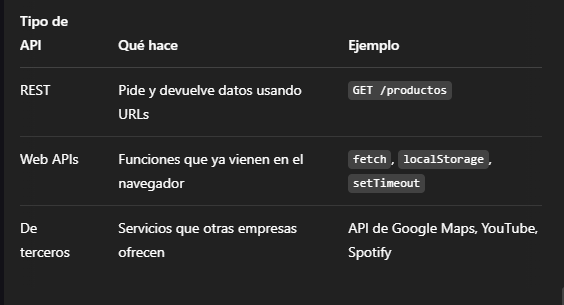 Tipo de
API Qué hace Ejemplo
REST Pide y devuelve datos usando GET /productos
URLs
Web APIs Funciones que ya vienen en el fetch, localStorage,
navegador setTimeout
De Servicios que otras empresas API de Google Maps, YouTube,
terceros ofrecen Spotify